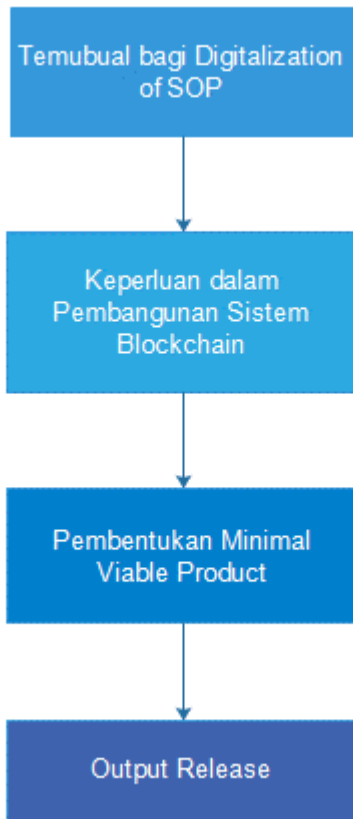 Temubual bagi Digitalization
of SOP
Keperluan dalam
Pembangunan Sistem
Blockchain
Pembentukan Minimal
Viable Product
Output Release